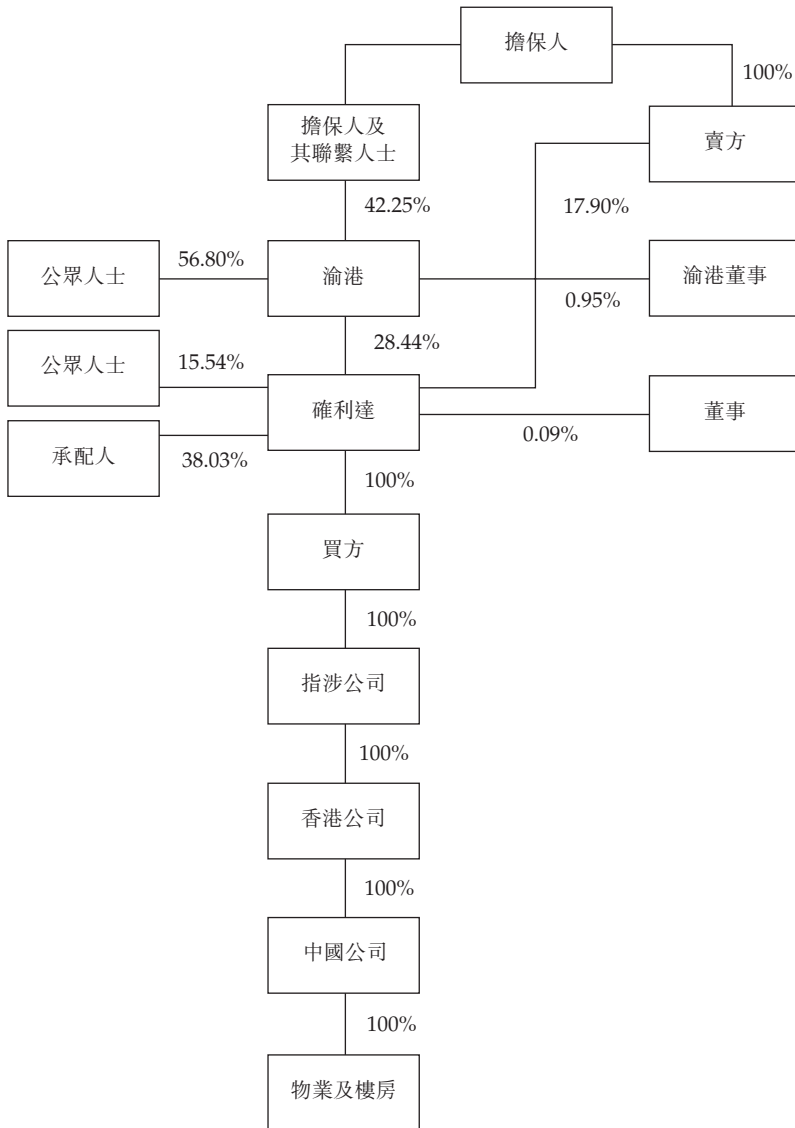 擔保人
100%
擔保人及
其聯繫人士
賣方
42.25%
17.90%
公眾人士
56.80%
渝港
0.95%
渝港董事
公眾人士
15.54%
28.44%
確利達
0.09%
董事
承配人
38.03%
100%
買方
100%
指涉公司
100%
香港公司
100%
中國公司
100%
物業及樓房